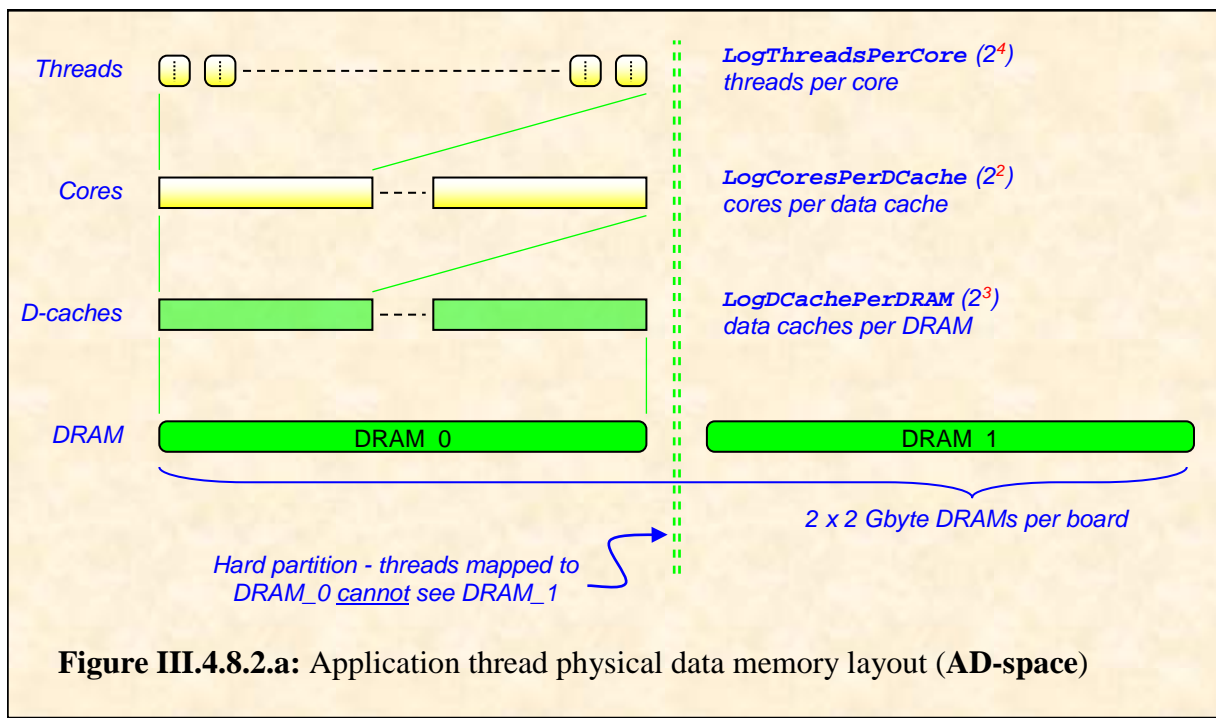 Threads
LogThreadsPerCore (2⁴)
threads per core
Cores
LogCoresPerDCache (2²)
cores per data cache
D-caches
LogDCachePerDRAM (2³)
data caches per DRAM
DRAM
DRAM_0
DRAM_1
2 x 2 Gbyte DRAMs per board
Hard partition - threads mapped to
DRAM_0 cannot see DRAM_1
Figure III.4.8.2.a: Application thread physical data memory layout (AD-space)